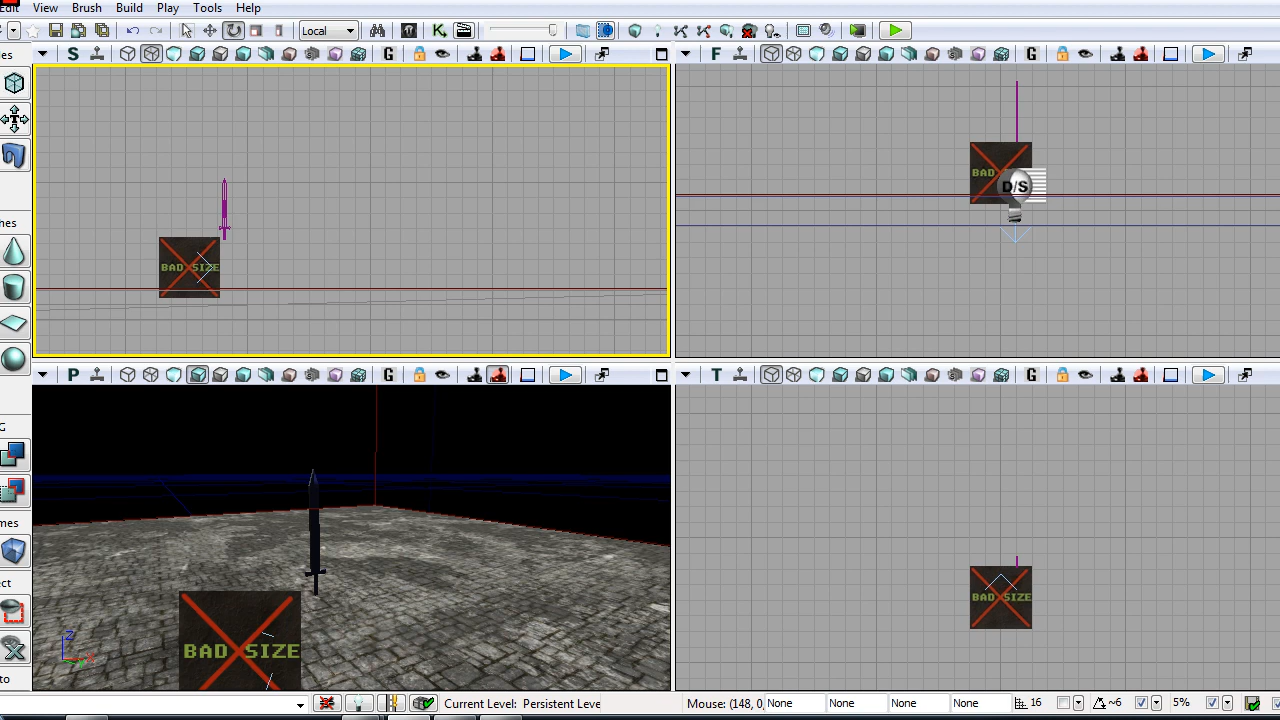 Edit View Brush Build Play Tools Help
Local
S G
F G
BAD SIZE
BAD
D/S
P G
T G
BAD SIZE
BAD SIZE
Z
X
Current Level: Persistent Leve
Mouse: (148, 0, None None None None 16 ~6 5%